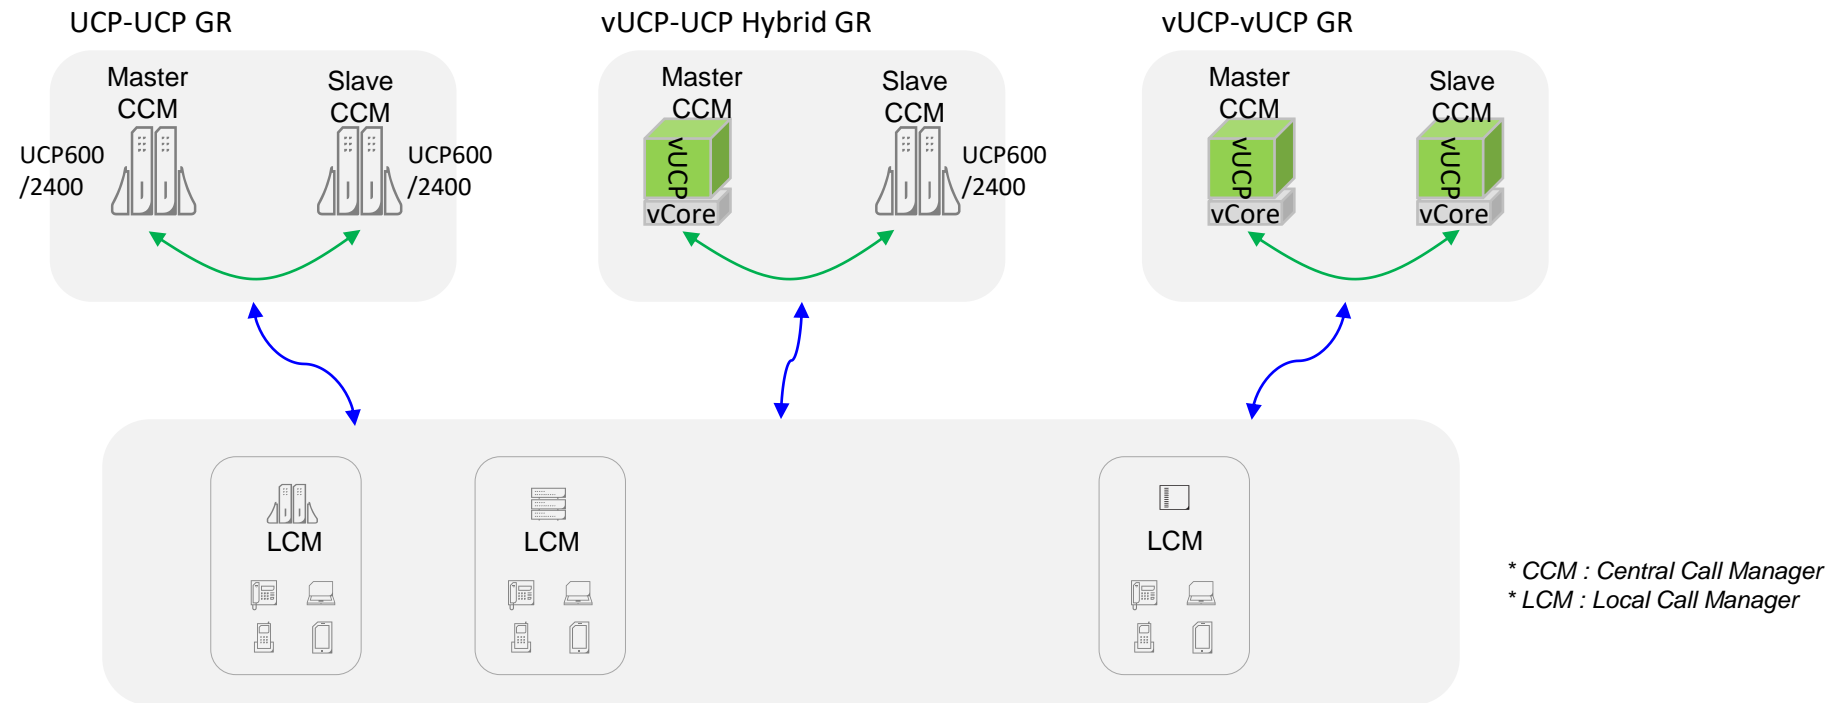 UCP-UCP GR
vUCP-UCP Hybrid GR
vUCP-vUCP GR
Master
CCM
Slave
CCM
UCP600
/2400
UCP600
/2400
Master
CCM
vUCP
vCore
Slave
CCM
UCP600
/2400
Master
CCM
vUCP
vCore
Slave
CCM
vUCP
vCore
LCM
LCM
LCM
* CCM : Central Call Manager
* LCM : Local Call Manager